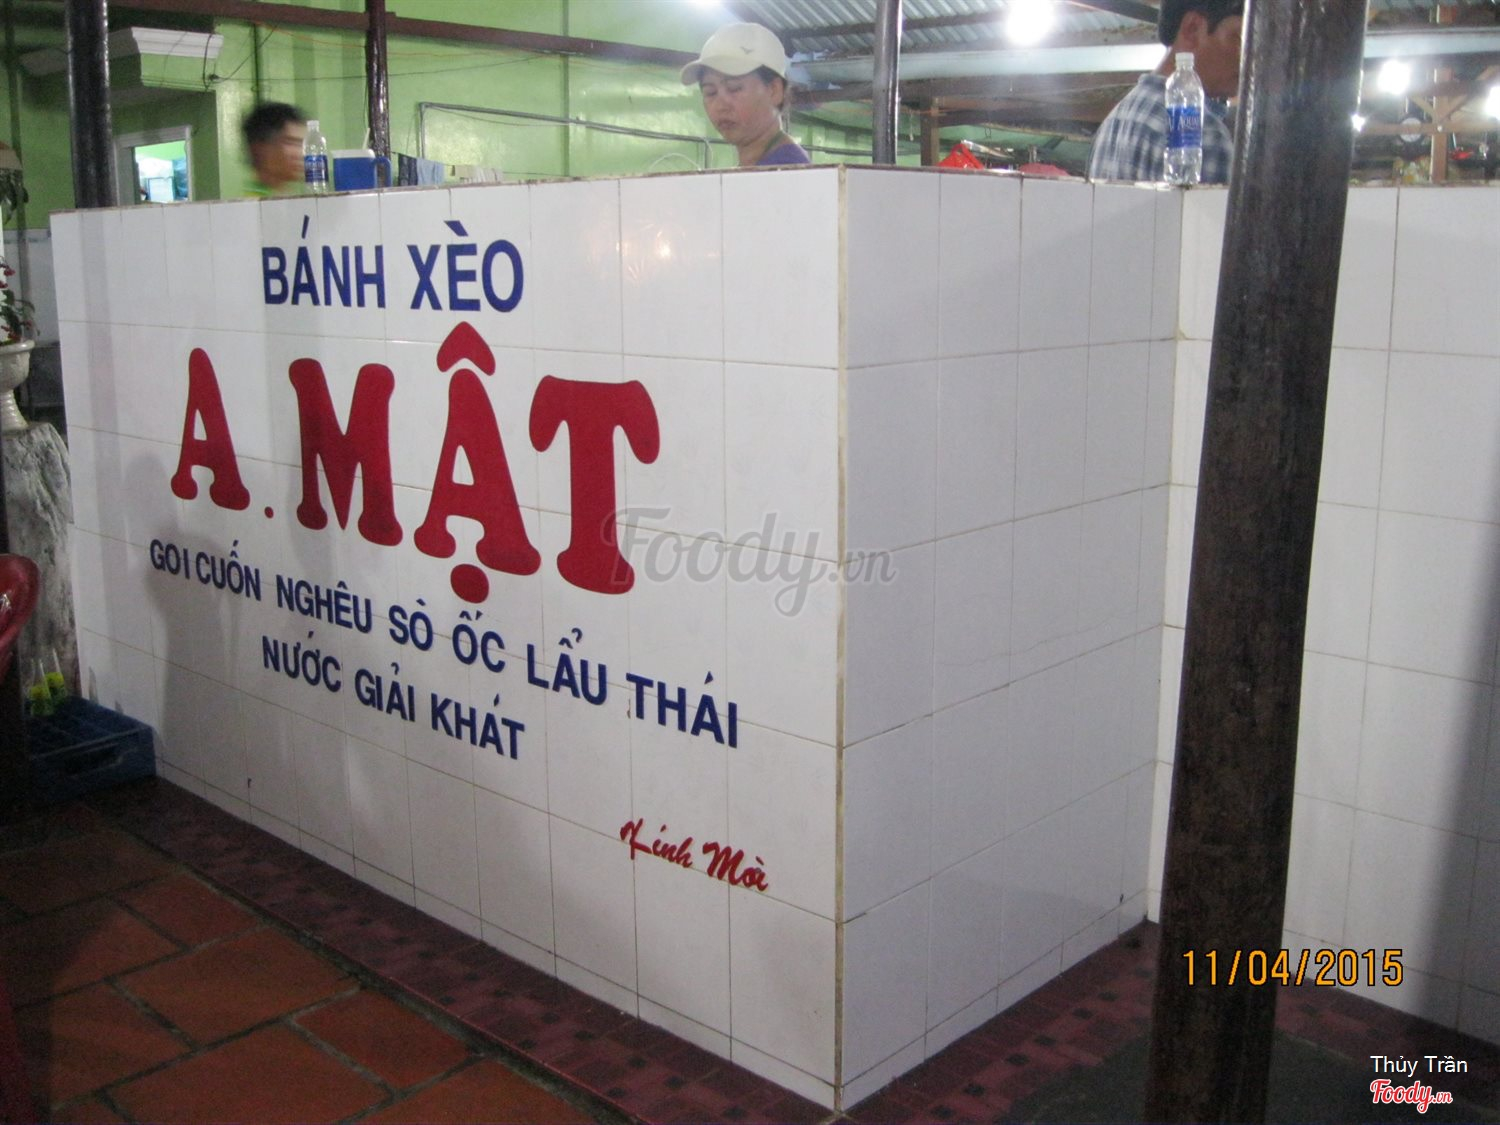 BÁNH XÈO
A. MẬT
GOI CUỐN NGHÊU SÒ ỐC LẨU THÁI
NƯỚC GIẢI KHÁT
Kính Mời
Foody.vn
11/04/2015
Thủy Trần
Foody.vn